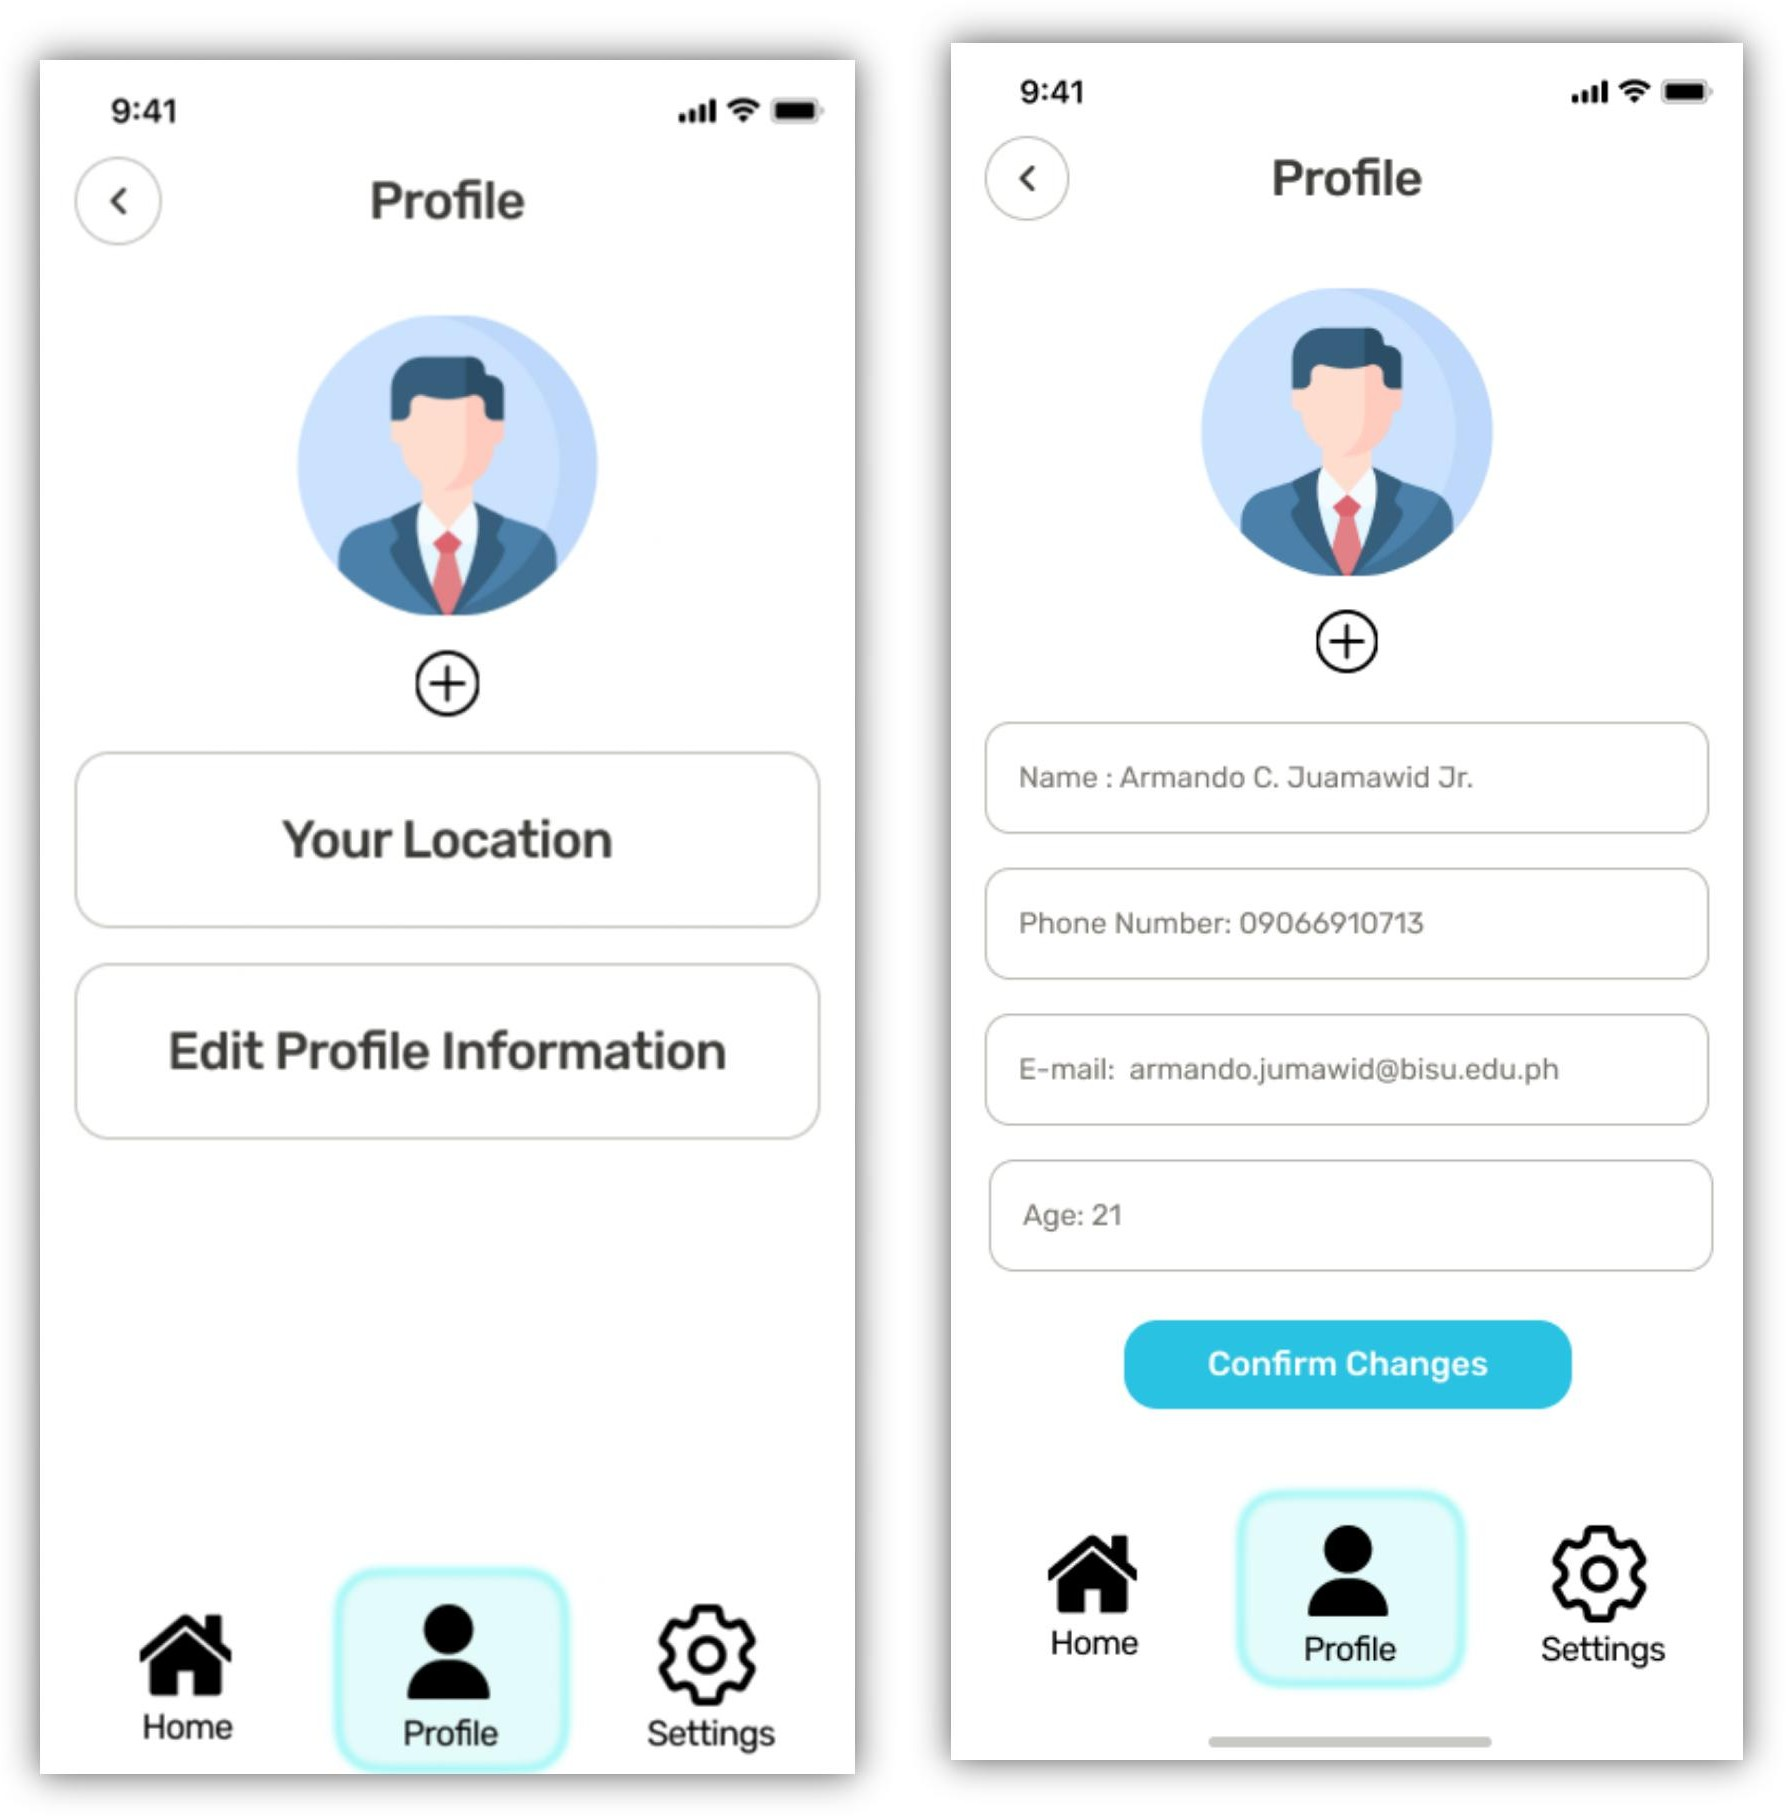 9:41
Profile
Your Location
Edit Profile Information
Home
Profile
Settings
9:41
Profile
Name : Armando C. Juamawid Jr.
Phone Number: 09066910713
E-mail:  armando.jumawid@bisu.edu.ph
Age: 21
Confirm Changes
Home
Profile
Settings